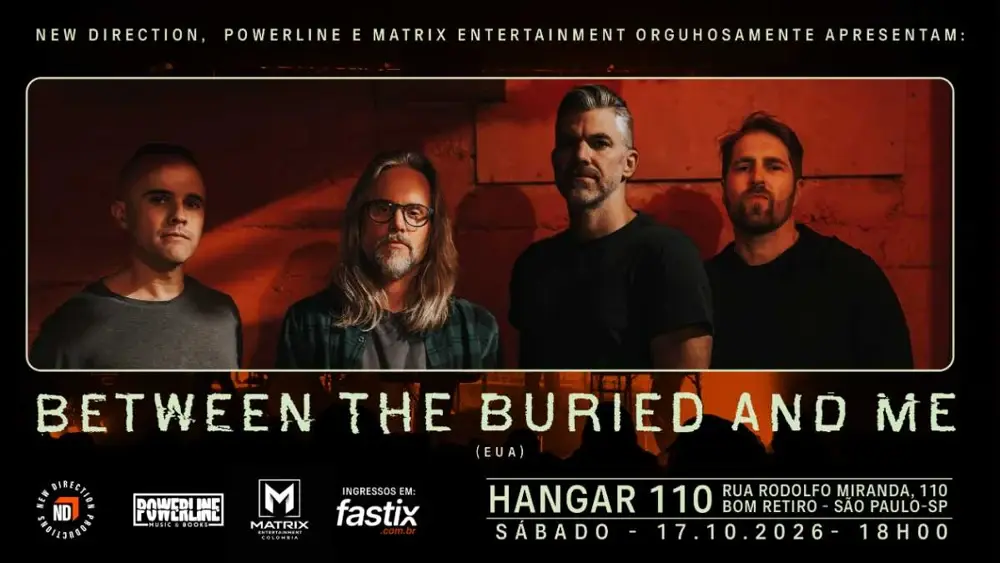 NEW DIRECTION, POWERLINE E MATRIX ENTERTAINMENT ORGUHOSAMENTE APRESENTAM:
BETWEEN THE BURIED AND ME
(EUA)
NEW DIRECTION PRODUCTIONS
ND
POWERLINE
MUSIC & BOOKS
M
MATRIX
ENTERTAINMENT
COLOMBIA
INGRESSOS EM:
fastix
.com.br
HANGAR 110
RUA RODOLFO MIRANDA, 110
BOM RETIRO - SÃO PAULO-SP
SÁBADO - 17.10.2026- 18H00